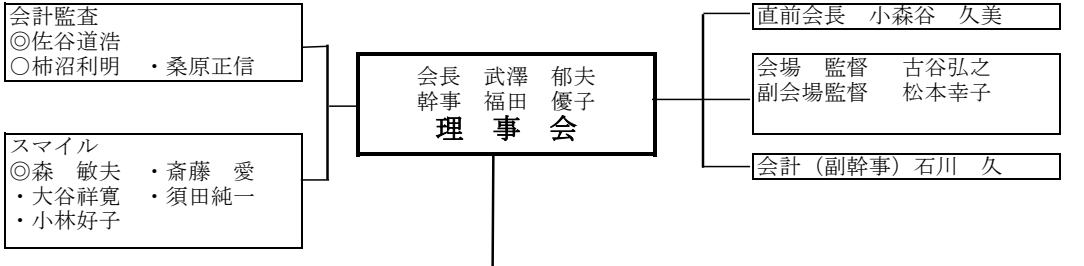 会計監査
◎佐谷道浩
○柿沼利明　・桑原正信
スマイル
◎森　敏夫　・斎藤　愛
・大谷祥寛　・須田純一
・小林好子
会長　武澤　郁夫
幹事　福田　優子
理　事　会
直前会長　小森谷　久美
会場　監督　　古谷弘之
副会場監督　　松本幸子
会計（副幹事）石川　久